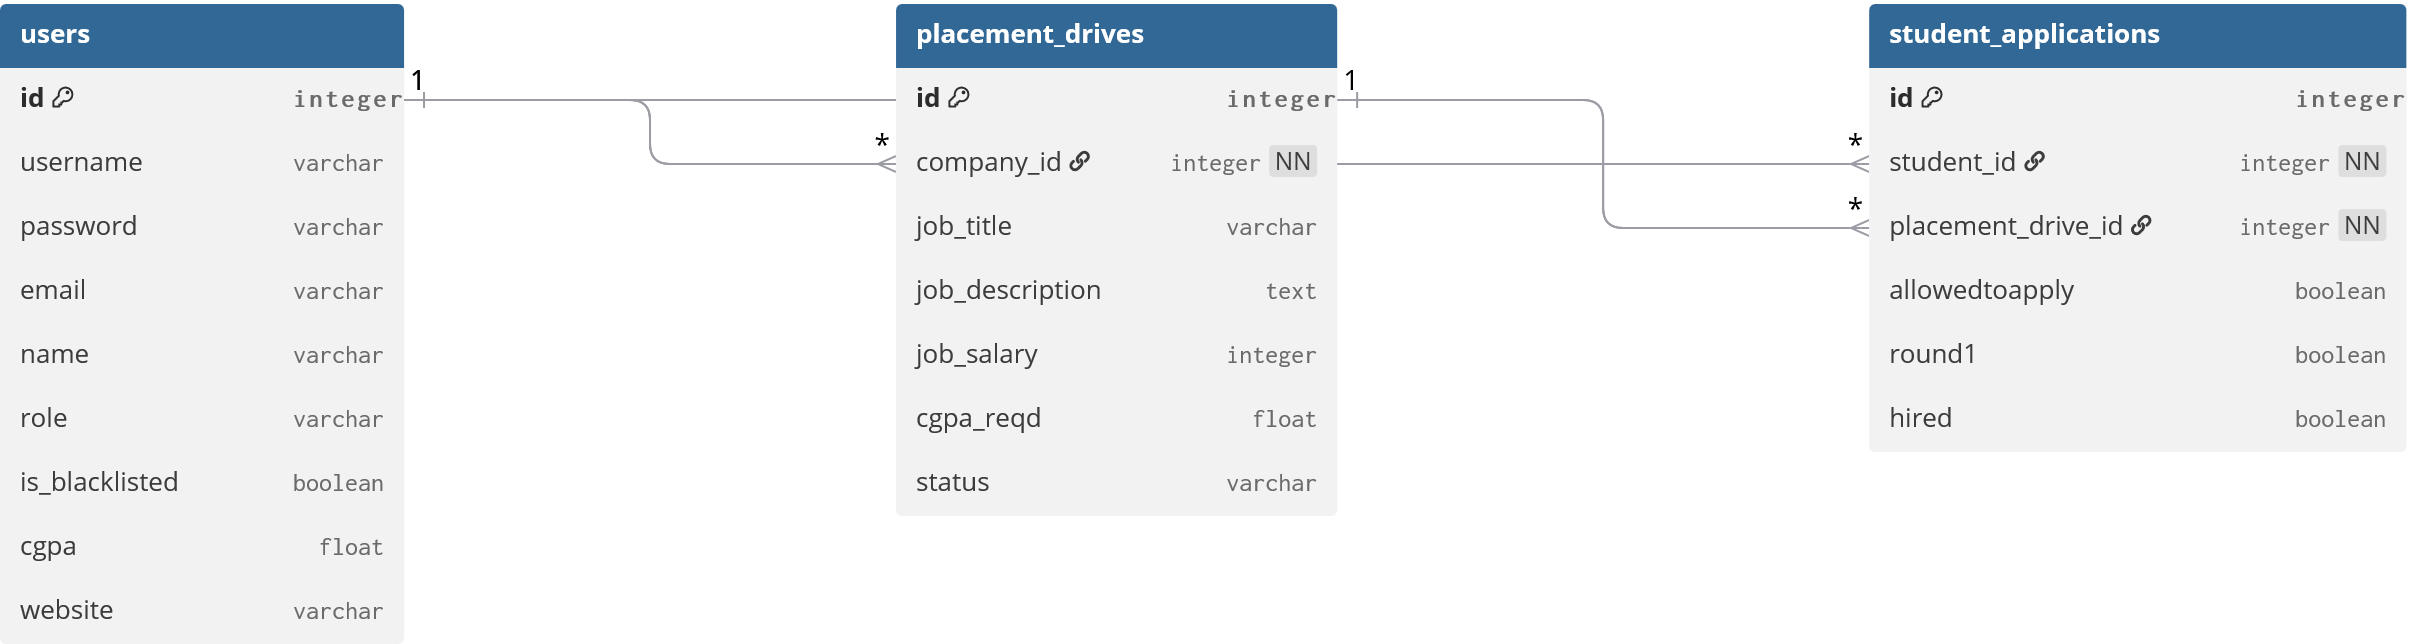 users
id integer
username varchar
password varchar
email varchar
name varchar
role varchar
is_blacklisted boolean
cgpa float
website varchar
1
*
placement_drives
id integer
company_id integer NN
job_title varchar
job_description text
job_salary integer
cgpa_reqd float
status varchar
1
*
*
student_applications
id integer
student_id integer NN
placement_drive_id integer NN
allowedtoapply boolean
round1 boolean
hired boolean